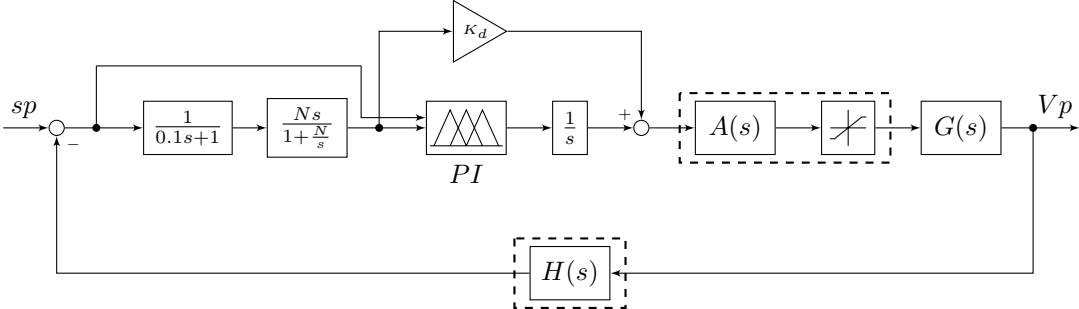 K_d
sp
1
0.1s+1
Ns
1+N/s
1
s
+
A(s)
G(s)
Vp
−
PI
H(s)